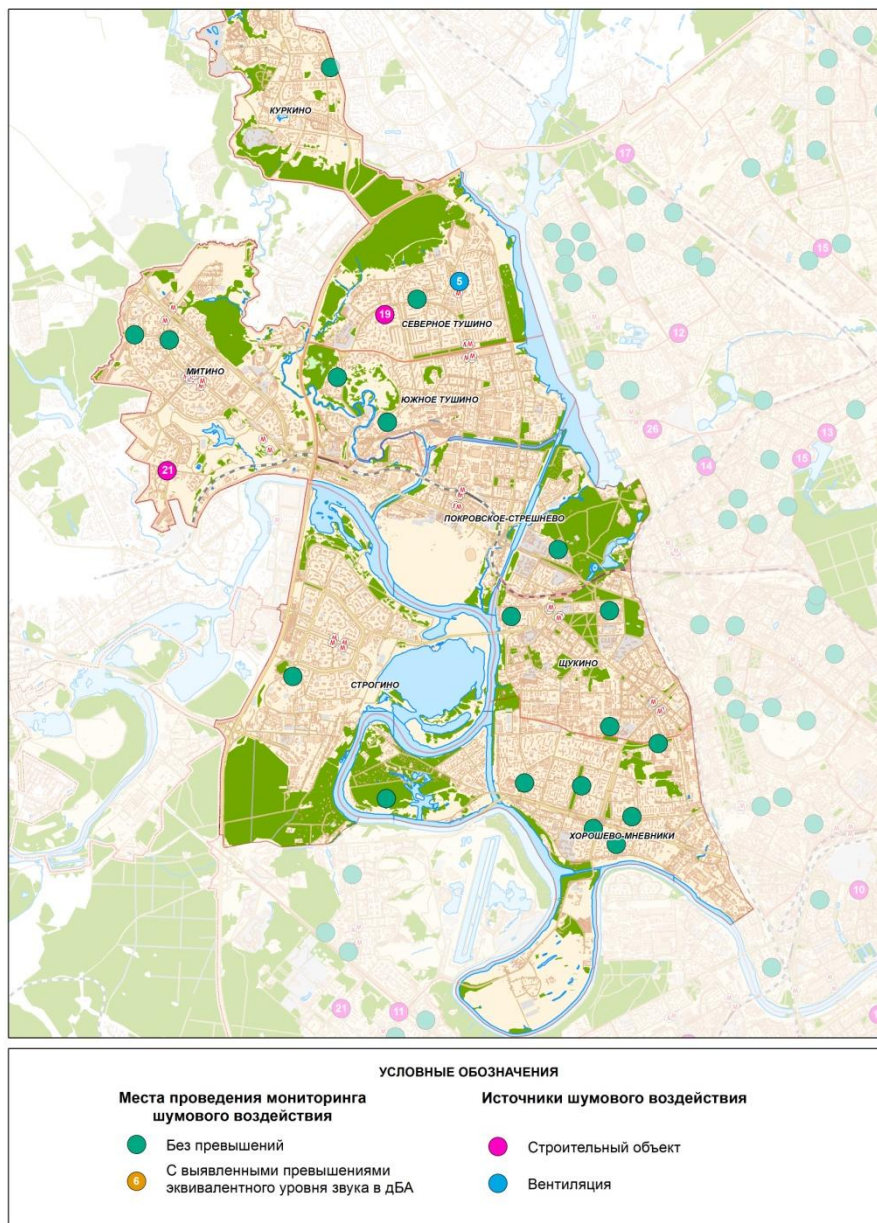 КУРКИНО
17
15
5
19
СЕВЕРНОЕ ТУШИНО
12
МИТИНО
ЮЖНОЕ ТУШИНО
26
13
14
15
21
ПОКРОВСКОЕ-СТРЕШНЕВО
ЩУКИНО
СТРОГИНО
ХОРОШЕВО-МНЕВНИКИ
10
21
11
УСЛОВНЫЕ ОБОЗНАЧЕНИЯ
Места проведения мониторинга
шумового воздействия
Без превышений
6
С выявленными превышениями
эквивалентного уровня звука в дБА
Источники шумового воздействия
Строительный объект
Вентиляция